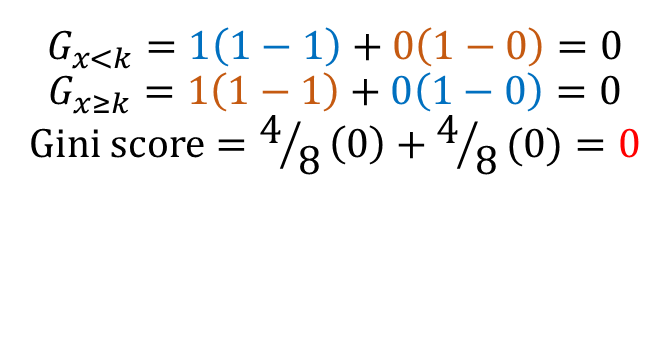 G_{x<k} = 1(1 − 1) + 0(1 − 0) = 0
G_{x≥k} = 1(1 − 1) + 0(1 − 0) = 0
Gini score = 4/8 (0) + 4/8 (0) = 0